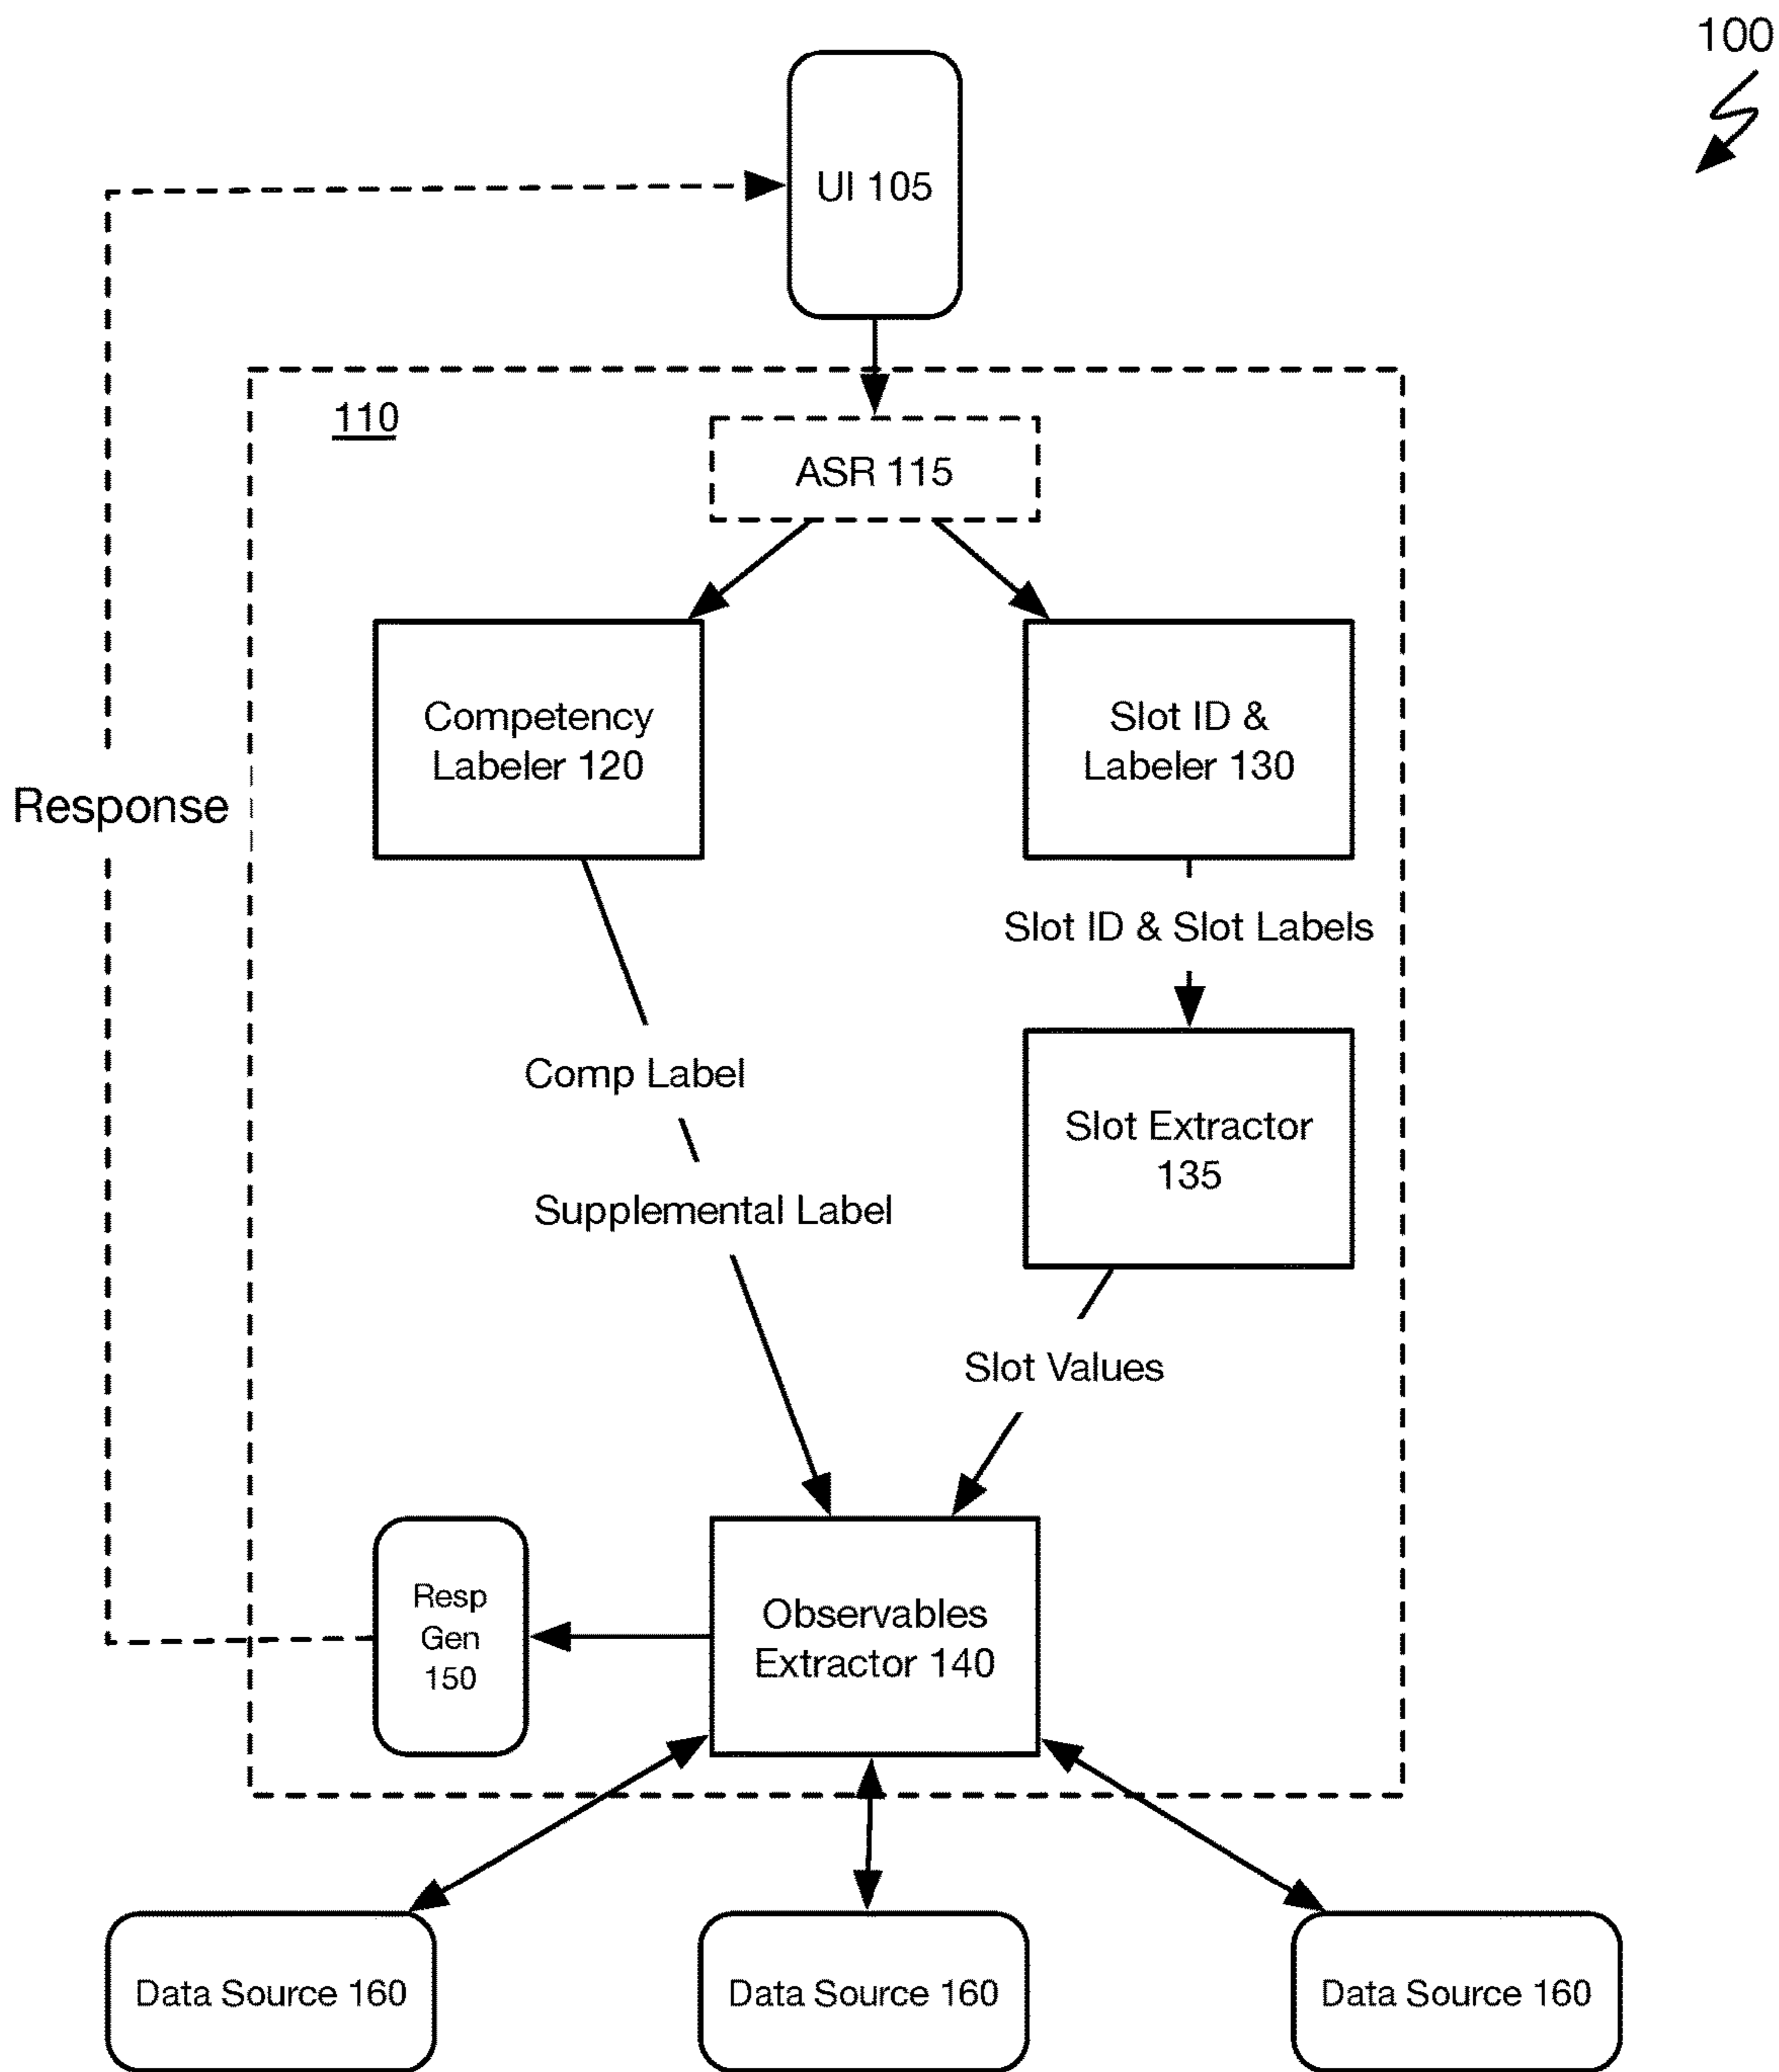 100
UI 105
110
ASR 115
Competency
Labeler 120
Slot ID &
Labeler 130
Response
Slot ID & Slot Labels
Comp Label
Slot Extractor
135
Supplemental Label
Slot Values
Resp
Gen
150
Observables
Extractor 140
Data Source 160
Data Source 160
Data Source 160